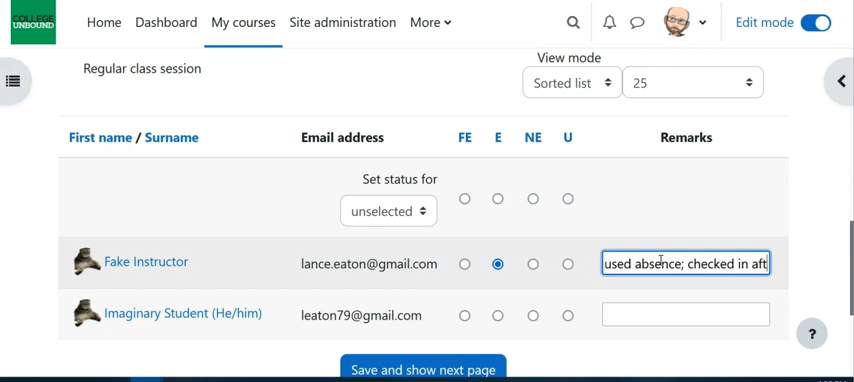 COLLEGE
UNBOUND
Home Dashboard My courses Site administration More Edit mode
Regular class session
View mode
Sorted list 25
First name / Surname Email address FE E NE U Remarks
Set status for
unselected
Fake Instructor lance.eaton@gmail.com used absence; checked in aft
Imaginary Student (He/him) leaton79@gmail.com
?
Save and show next page